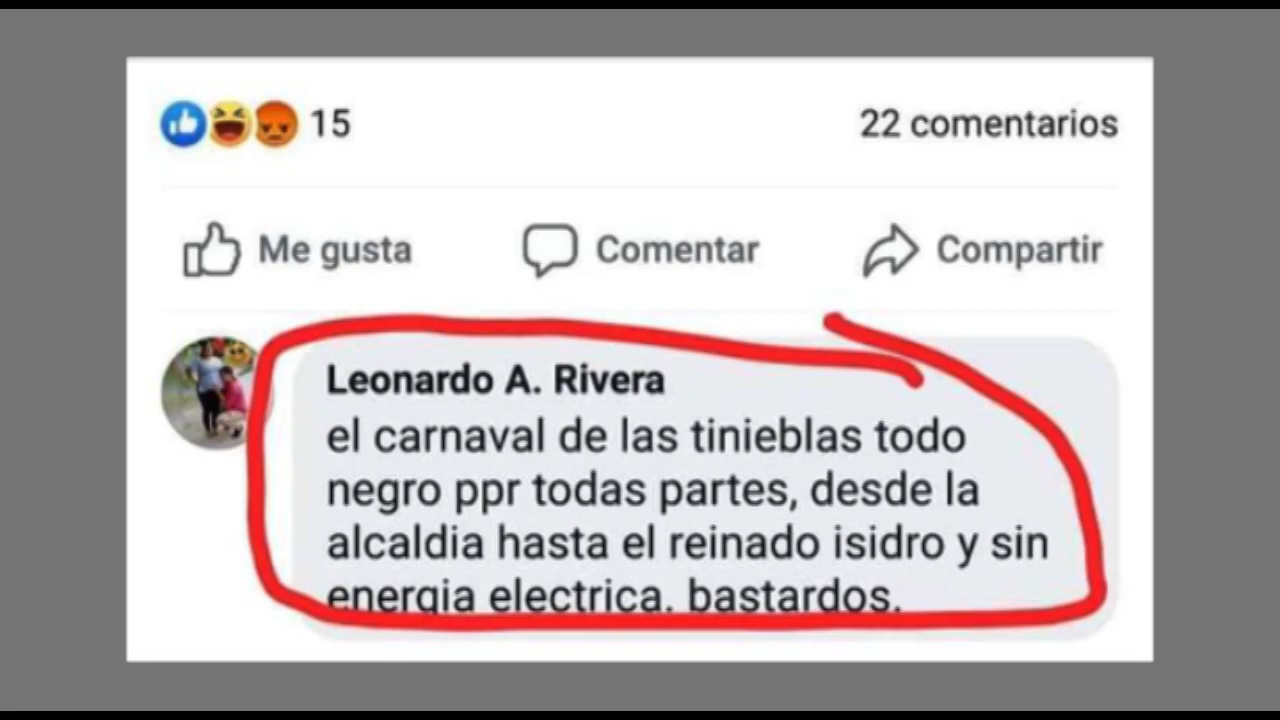 15
22 comentarios
Me gusta
Comentar
Compartir
Leonardo A. Rivera
el carnaval de las tinieblas todo
negro ppr todas partes, desde la
alcaldia hasta el reinado isidro y sin
energia electrica. bastardos.